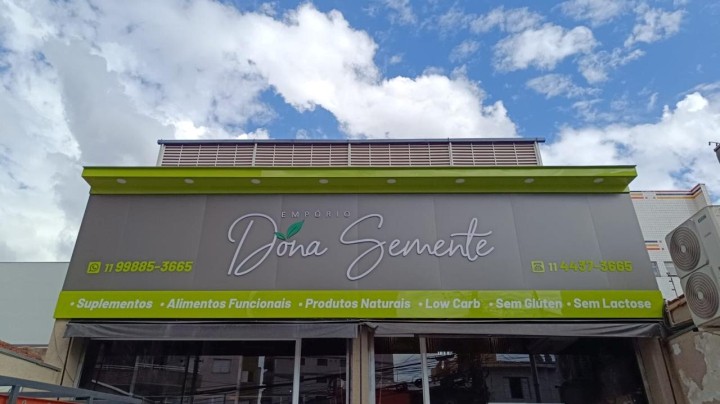 EMPÓRIO
Dona Semente
11 99885-3665
11 4437-3665
• Suplementos • Alimentos Funcionais • Produtos Naturais • Low Carb • Sem Glúten • Sem Lactose